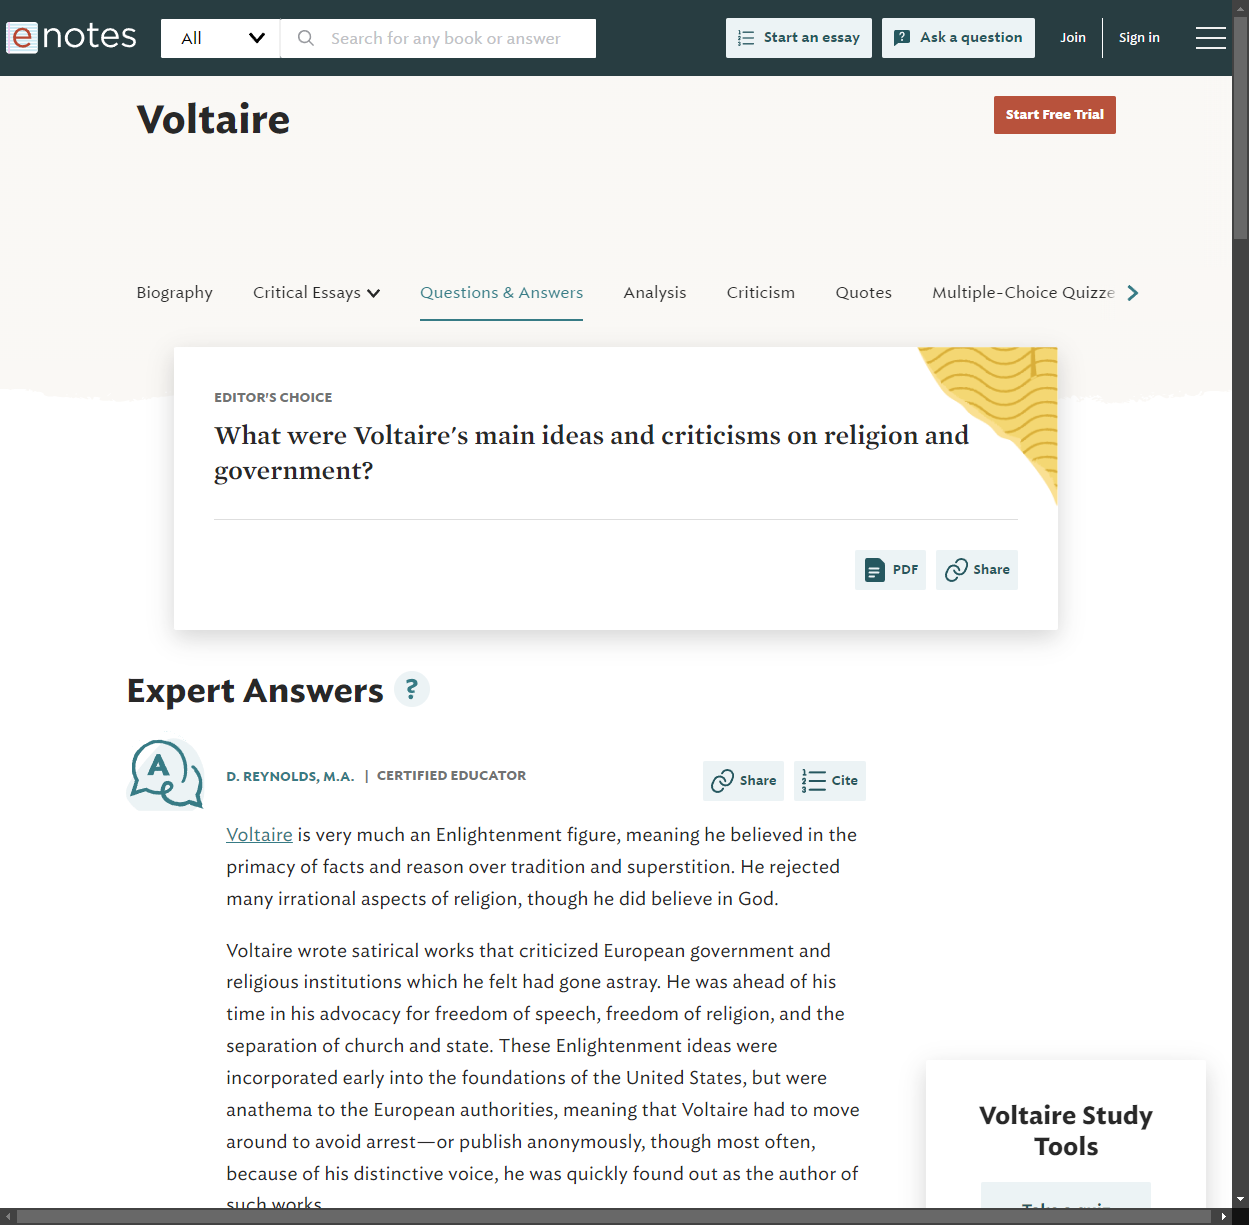 enotes
All
Search for any book or answer
Start an essay
Ask a question
Join
Sign in
Voltaire
Start Free Trial
Biography
Critical Essays
Questions & Answers
Analysis
Criticism
Quotes
Multiple-Choice Quizze
EDITOR'S CHOICE
What were Voltaire's main ideas and criticisms on religion and
government?
PDF
Share
Expert Answers ?
D. REYNOLDS, M.A. | CERTIFIED EDUCATOR
Share
Cite
Voltaire is very much an Enlightenment figure, meaning he believed in the
primacy of facts and reason over tradition and superstition. He rejected
many irrational aspects of religion, though he did believe in God.
Voltaire wrote satirical works that criticized European government and
religious institutions which he felt had gone astray. He was ahead of his
time in his advocacy for freedom of speech, freedom of religion, and the
separation of church and state. These Enlightenment ideas were
incorporated early into the foundations of the United States, but were
anathema to the European authorities, meaning that Voltaire had to move
around to avoid arrest—or publish anonymously, though most often,
because of his distinctive voice, he was quickly found out as the author of
such works.
Voltaire Study
Tools
Take a quiz